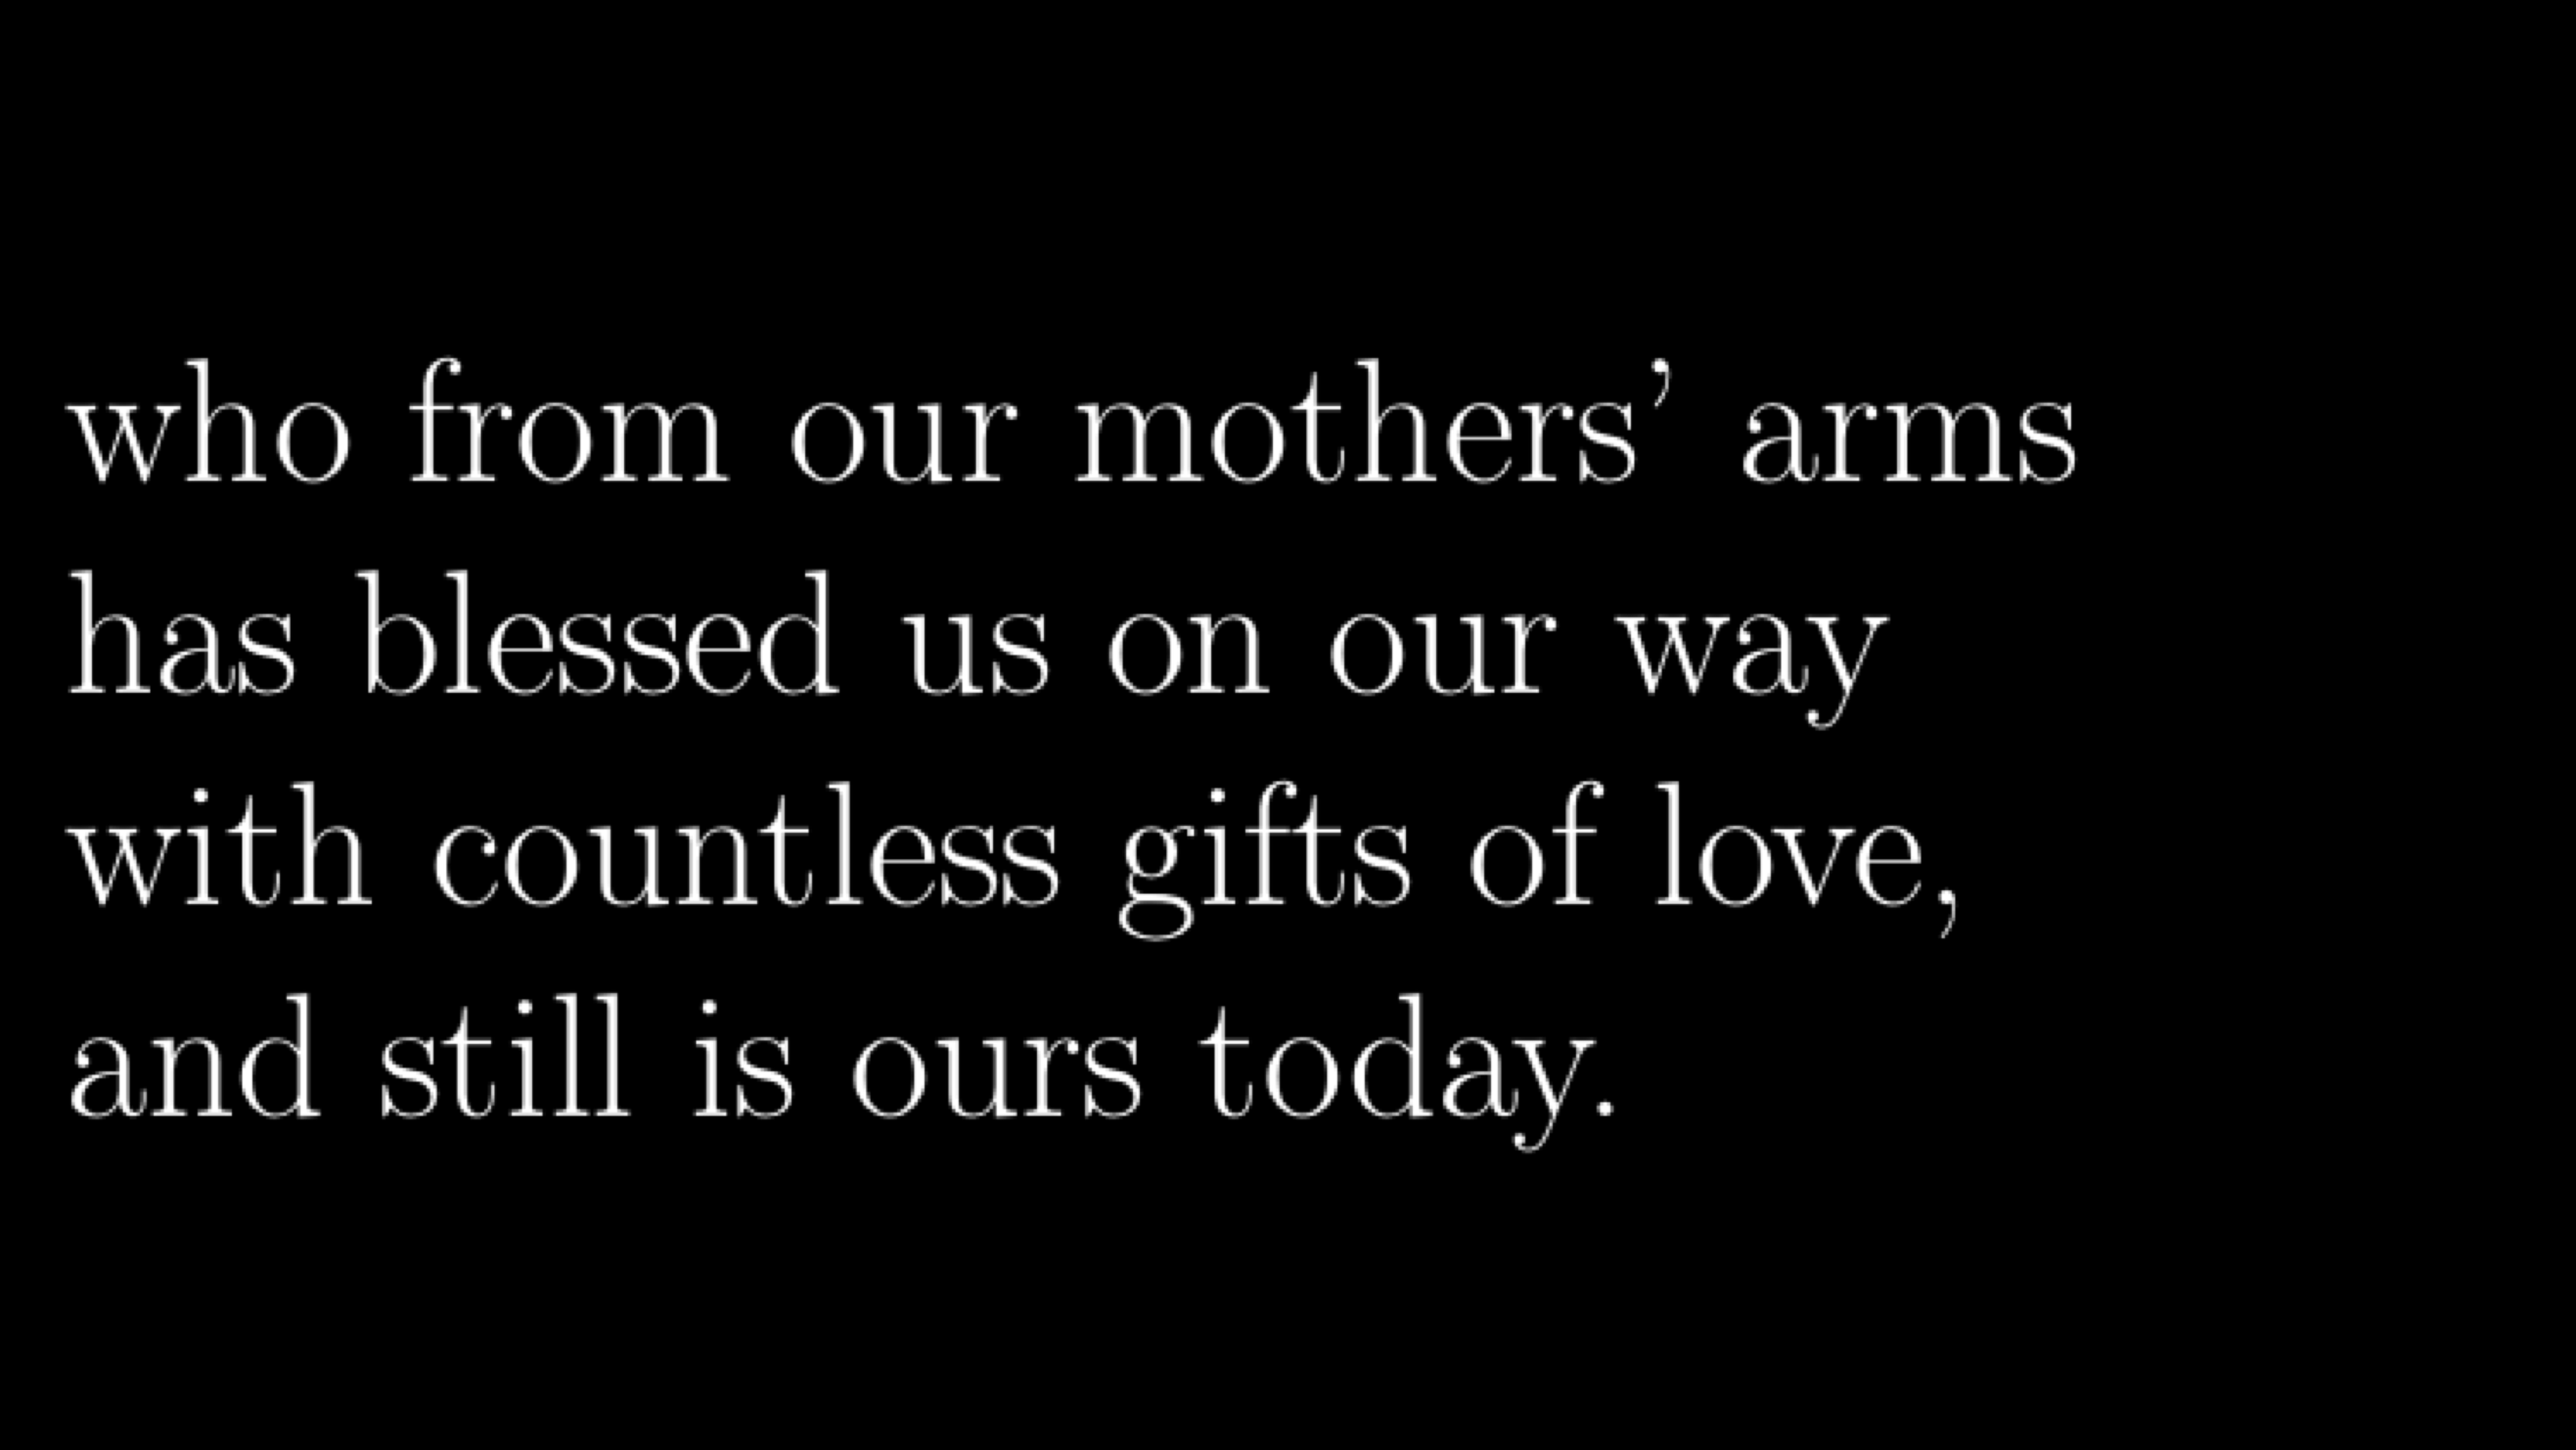 who from our mothers’ arms
has blessed us on our way
with countless gifts of love,
and still is ours today.